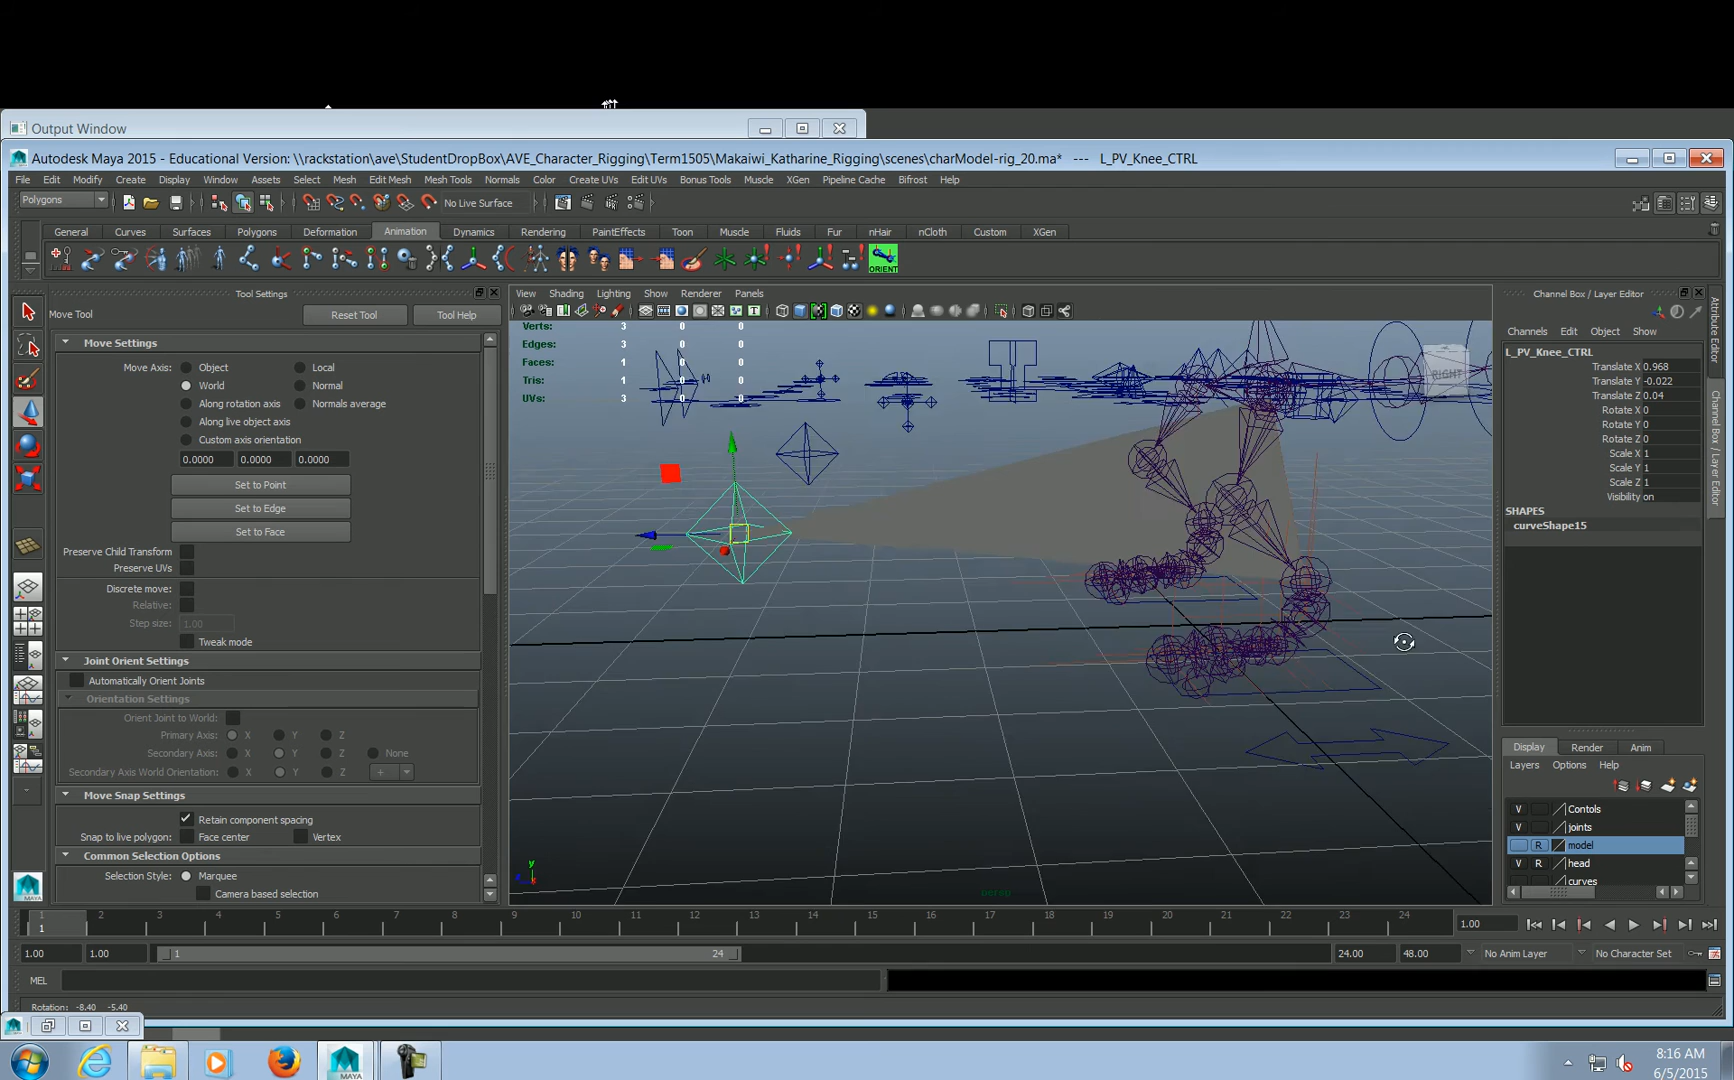 Output Window
Autodesk Maya 2015 - Educational Version: \\rackstation\ave\StudentDropBox\AVE_Character_Rigging\Term1505\Makaiwi_Katharine_Rigging\scenes\charModel-rig_20.ma* --- L_PV_Knee_CTRL
File Edit Modify Create Display Window Assets Select Mesh Edit Mesh Mesh Tools Normals Color Create UVs Edit UVs Bonus Tools Muscle XGen Pipeline Cache Bifrost Help
Polygons No Live Surface
General Curves Surfaces Polygons Deformation Animation Dynamics Rendering PaintEffects Toon Muscle Fluids Fur nHair nCloth Custom XGen
ORIENT
Tool Settings
Move Tool Reset Tool Tool Help
Move Settings
Move Axis: Object Local
World Normal
Along rotation axis Normals average
Along live object axis
Custom axis orientation
0.0000 0.0000 0.0000
Set to Point
Set to Edge
Set to Face
Preserve Child Transform
Preserve UVs
Discrete move:
Relative:
Step size: 1.00
Tweak mode
Joint Orient Settings
Automatically Orient Joints
Orientation Settings
Orient Joint to World:
Primary Axis: X Y Z
Secondary Axis: X Y Z None
Secondary Axis World Orientation: X Y Z +
Move Snap Settings
Retain component spacing
Snap to live polygon: Face center Vertex
Common Selection Options
Selection Style: Marquee
Camera based selection
View Shading Lighting Show Renderer Panels
Verts: 3 0 0
Edges: 3 0 0
Faces: 1 0 0
Tris: 1 0 0
UVs: 3 0 0
RIGHT
y
persp
Channel Box / Layer Editor
Channels Edit Object Show
L_PV_Knee_CTRL
Translate X 0.968
Translate Y -0.022
Translate Z 0.04
Rotate X 0
Rotate Y 0
Rotate Z 0
Scale X 1
Scale Y 1
Scale Z 1
Visibility on
SHAPES
curveShape15
Display Render Anim
Layers Options Help
V Contols
V joints
R model
V R head
curves
Attribute Editor
Channel Box / Layer Editor
1 2 3 4 5 6 7 8 9 10 11 12 13 14 15 16 17 18 19 20 21 22 23 24
1
1.00
1.00 1.00 1 24 24.00 48.00 No Anim Layer No Character Set
MEL
Rotation: -8.40 -5.40
MAYA
8:16 AM
6/5/2015